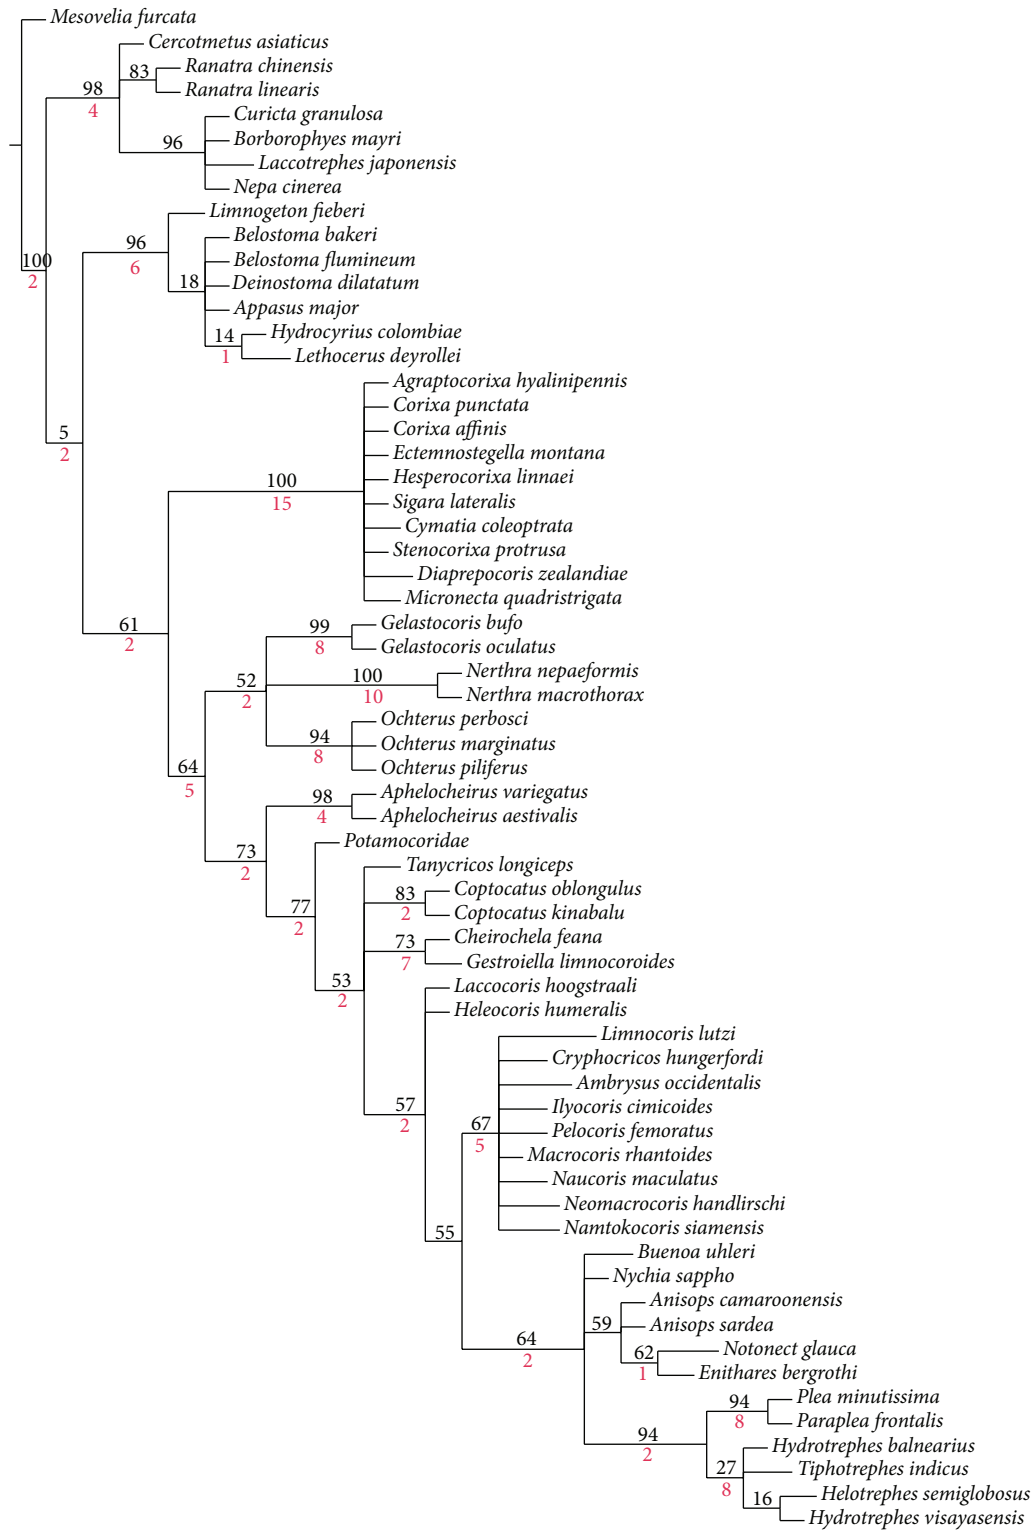 Mesovelia furcata
Cercotmetus asiaticus
83
Ranatra chinensis
98
Ranatra linearis
4
Curicta granulosa
96
Borborophyes mayri
Laccotrephes japonensis
Nepa cinerea
Limnogeton fieberi
96
Belostoma bakeri
100
6
Belostoma flumineum
2
18
Deinostoma dilatatum
Appasus major
14
Hydrocyrius colombiae
1
Lethocerus deyrollei
Agraptocorixa hyalinipennis
Corixa punctata
5
Corixa affinis
2
Ectemnostegella montana
100
Hesperocorixa linnaei
15
Sigara lateralis
Cymatia coleoptrata
Stenocorixa protrusa
Diaprepocoris zealandiae
Micronecta quadristrigata
61
99
Gelastocoris bufo
2
8
Gelastocoris oculatus
52
100
Nerthra nepaeformis
2
10
Nerthra macrothorax
Ochterus perbosci
94
Ochterus marginatus
8
64
Ochterus piliferus
5
98
Aphelocheirus variegatus
4
Aphelocheirus aestivalis
73
Potamocoridae
2
Tanycricos longiceps
83
Coptocatus oblongulus
77
2
Coptocatus kinabalu
2
73
Cheirochela feana
7
Gestroiella limnocoroides
53
Laccocoris hoogstraali
2
Heleocoris humeralis
Limnocoris lutzi
Cryphocricos hungerfordi
Ambrysus occidentalis
57
Ilyocoris cimicoides
2
67
Pelocoris femoratus
5
Macrocoris rhantoides
Naucoris maculatus
Neomacrocoris handlirschi
55
Namtokocoris siamensis
Buenoa uhleri
Nychia sappho
Anisops camaroonensis
59
Anisops sardea
64
62
Notonect glauca
2
1
Enithares bergrothi
94
Plea minutissima
8
Paraplea frontalis
94
Hydrotrephes balnearius
2
27
Tiphotrephes indicus
8
16
Helotrephes semiglobosus
Hydrotrephes visayasensis